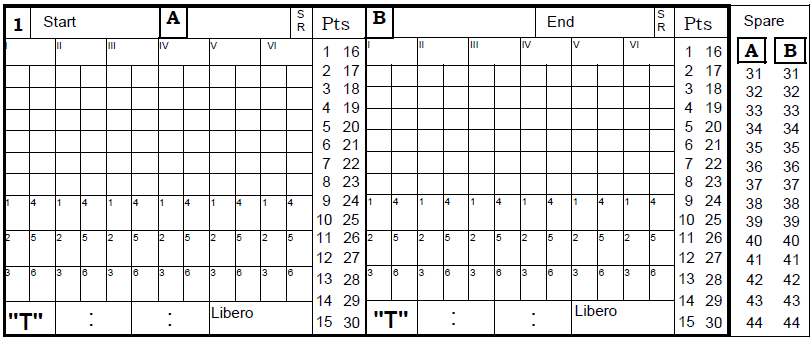 1 Start A S R Pts B End S R Pts Spare
I II III IV V VI 1 16 I II III IV V VI 1 16 A B
2 17 2 17 31 31
3 18 3 18 32 32
4 19 4 19 33 33
5 20 5 20 34 34
6 21 6 21 35 35
7 22 7 22 36 36
8 23 8 23 37 37
1 4 1 4 1 4 1 4 1 4 1 4 9 24 1 4 1 4 1 4 1 4 1 4 1 4 9 24 38 38
10 25 10 25 39 39
2 5 2 5 2 5 2 5 2 5 2 5 11 26 2 5 2 5 2 5 2 5 2 5 2 5 11 26 40 40
12 27 12 27 41 41
3 6 3 6 3 6 3 6 3 6 3 6 13 28 3 6 3 6 3 6 3 6 3 6 3 6 13 28 42 42
14 29 14 29 43 43
"T" : : Libero 15 30 "T" : : Libero 15 30 44 44